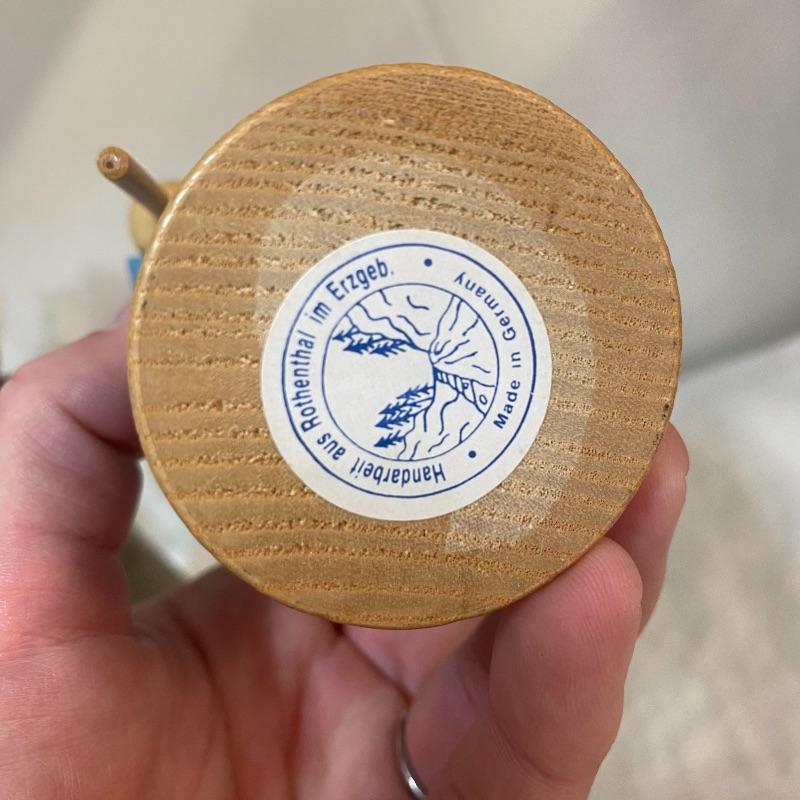 Handarbeit aus Rothenthal im Erzgeb.
Made in Germany